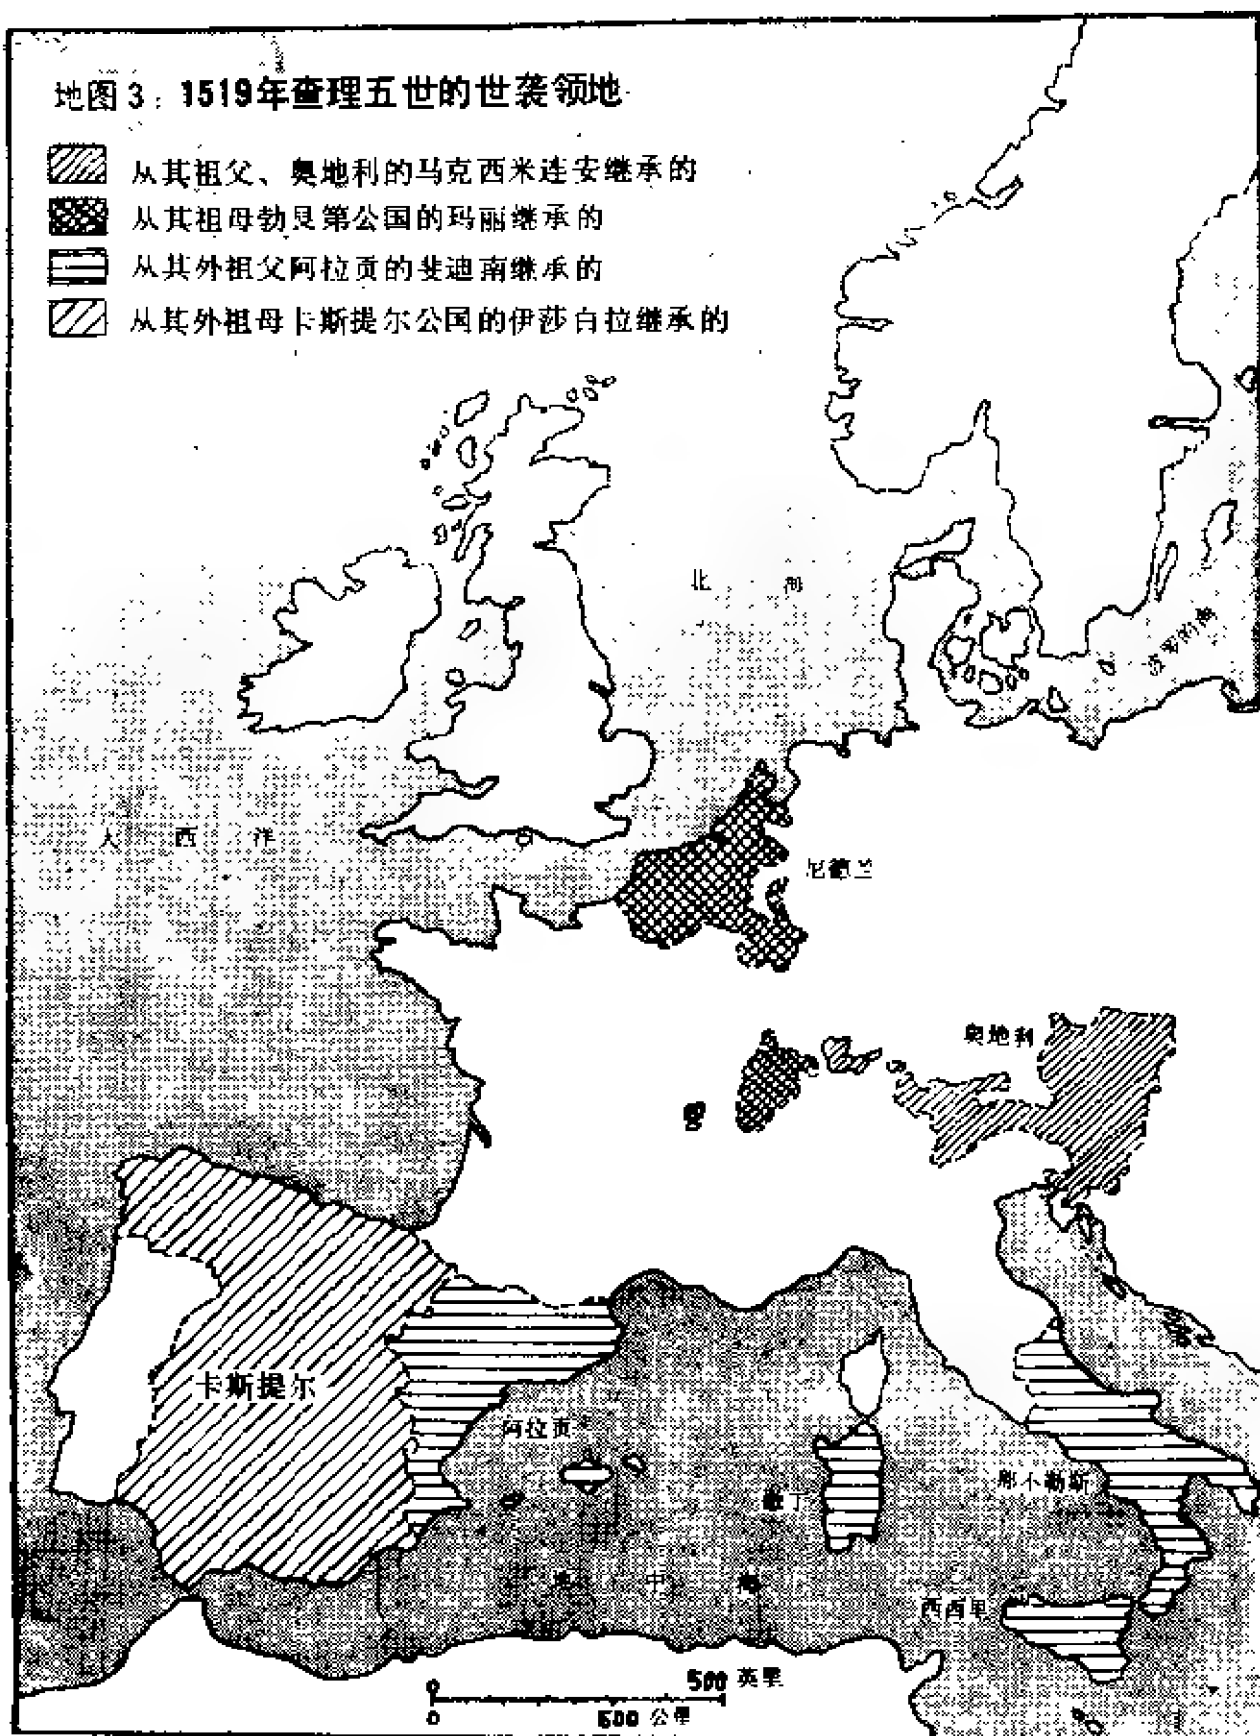 地图3：1519年查理五世的世袭领地
从其祖父、奥地利的马克西米连安继承的
从其祖母勃艮第公国的玛丽继承的
从其外祖父阿拉贡的斐迪南继承的
从其外祖母卡斯提尔公国的伊莎白拉继承的
北海
波罗的海
大西洋
尼德兰
奥地利
卡斯提尔
阿拉贡
那不勒斯
撒丁
地中海
西西里
0 500 英里
0 600 公里